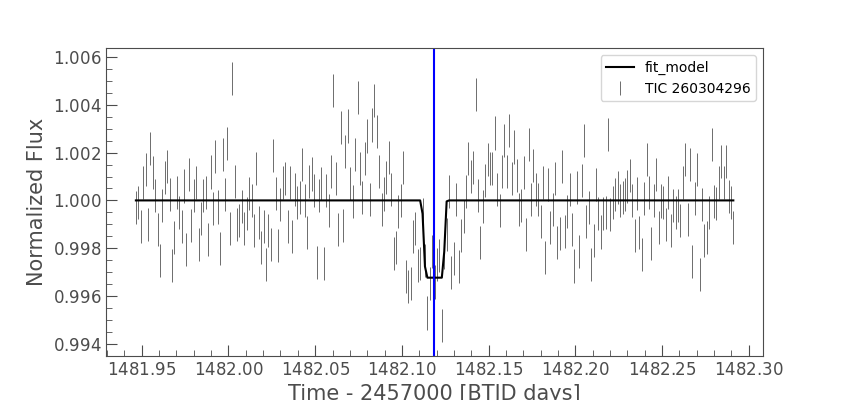 1.006
1.004
1.002
1.000
0.998
0.996
0.994
Normalized Flux
fit_model
TIC 260304296
1481.95 1482.00 1482.05 1482.10 1482.15 1482.20 1482.25 1482.30
Time - 2457000 [BTJD days]